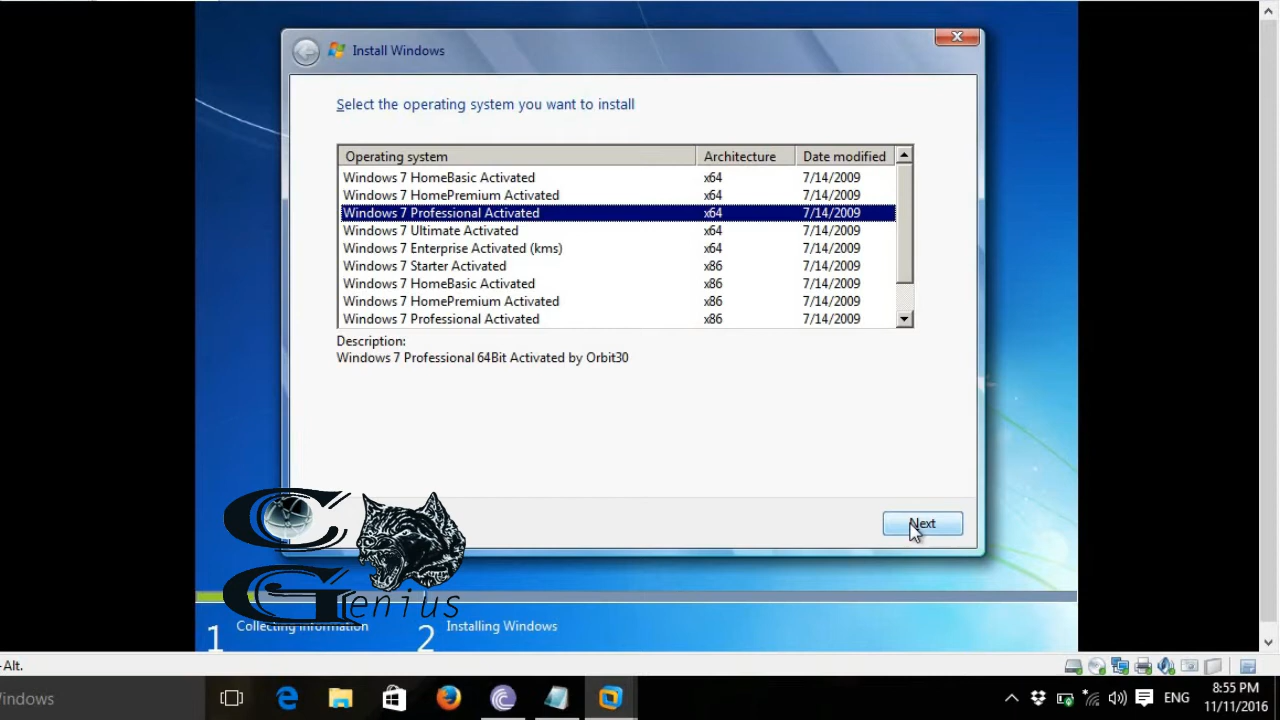 Install Windows
Select the operating system you want to install
Operating system Architecture Date modified
Windows 7 HomeBasic Activated x64 7/14/2009
Windows 7 HomePremium Activated x64 7/14/2009
Windows 7 Professional Activated x64 7/14/2009
Windows 7 Ultimate Activated x64 7/14/2009
Windows 7 Enterprise Activated (kms) x64 7/14/2009
Windows 7 Starter Activated x86 7/14/2009
Windows 7 HomeBasic Activated x86 7/14/2009
Windows 7 HomePremium Activated x86 7/14/2009
Windows 7 Professional Activated x86 7/14/2009
Description:
Windows 7 Professional 64Bit Activated by Orbit30
Next
C
Genius
1 Collecting information 2 Installing Windows
-Alt.
indows
ENG
8:55 PM
11/11/2016